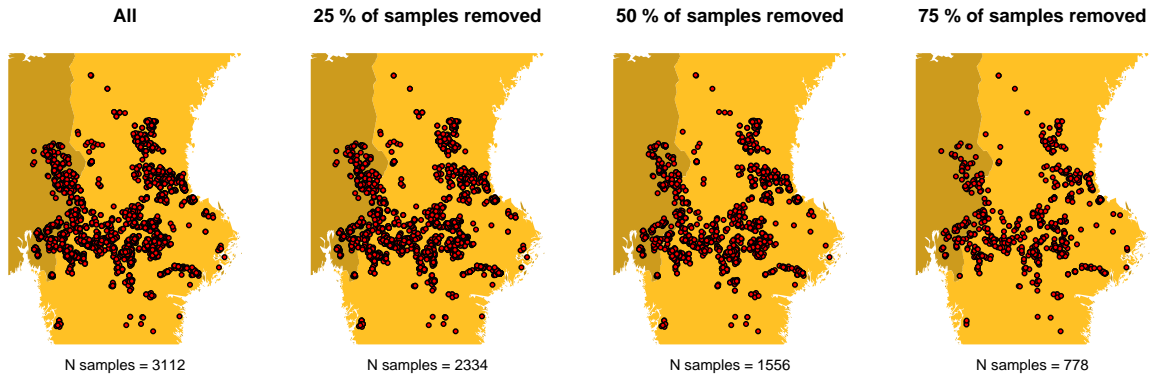 All
25 % of samples removed
50 % of samples removed
75 % of samples removed
N samples = 3112
N samples = 2334
N samples = 1556
N samples = 778